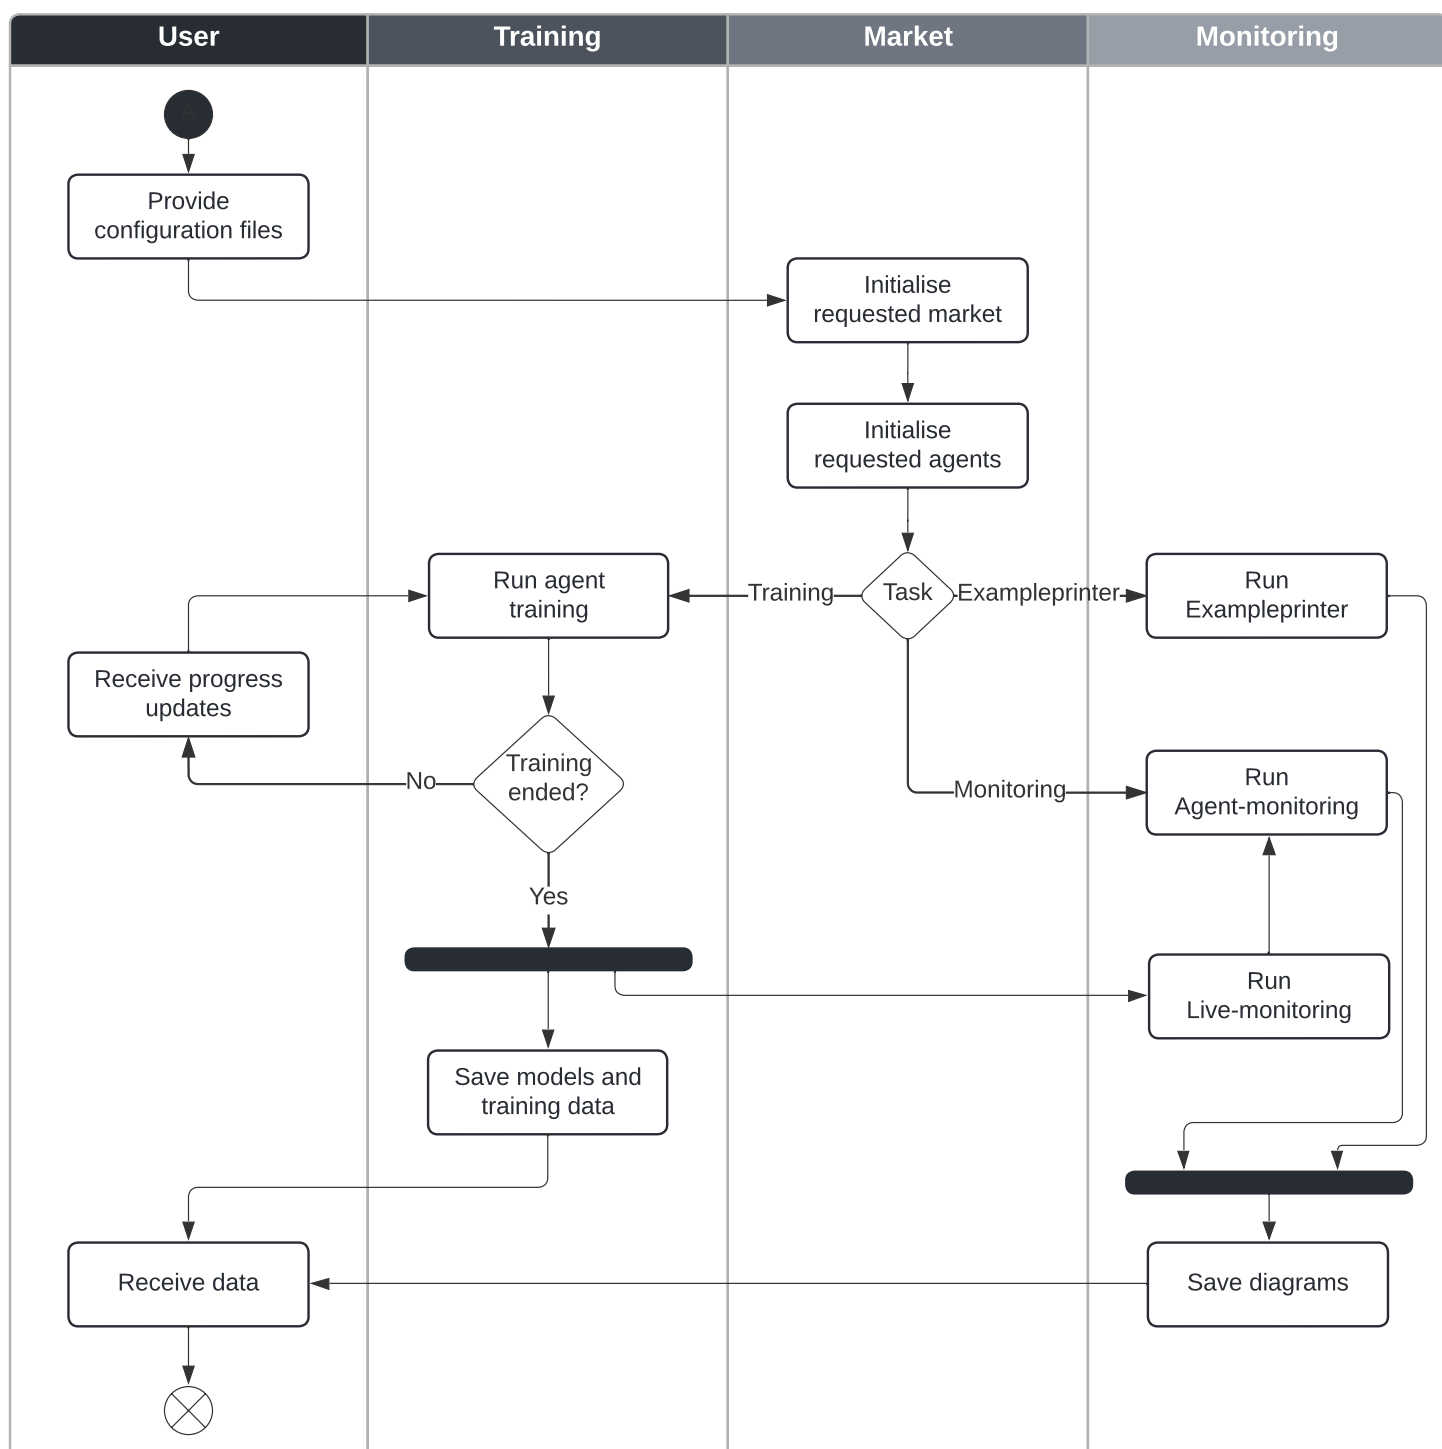 User
Training
Market
Monitoring
A
Provide
configuration files
Initialise
requested market
Initialise
requested agents
Run agent
training
Training
Task
Exampleprinter
Run
Exampleprinter
Receive progress
updates
Training
ended?
No
Monitoring
Run
Agent-monitoring
Yes
Run
Live-monitoring
Save models and
training data
Receive data
Save diagrams